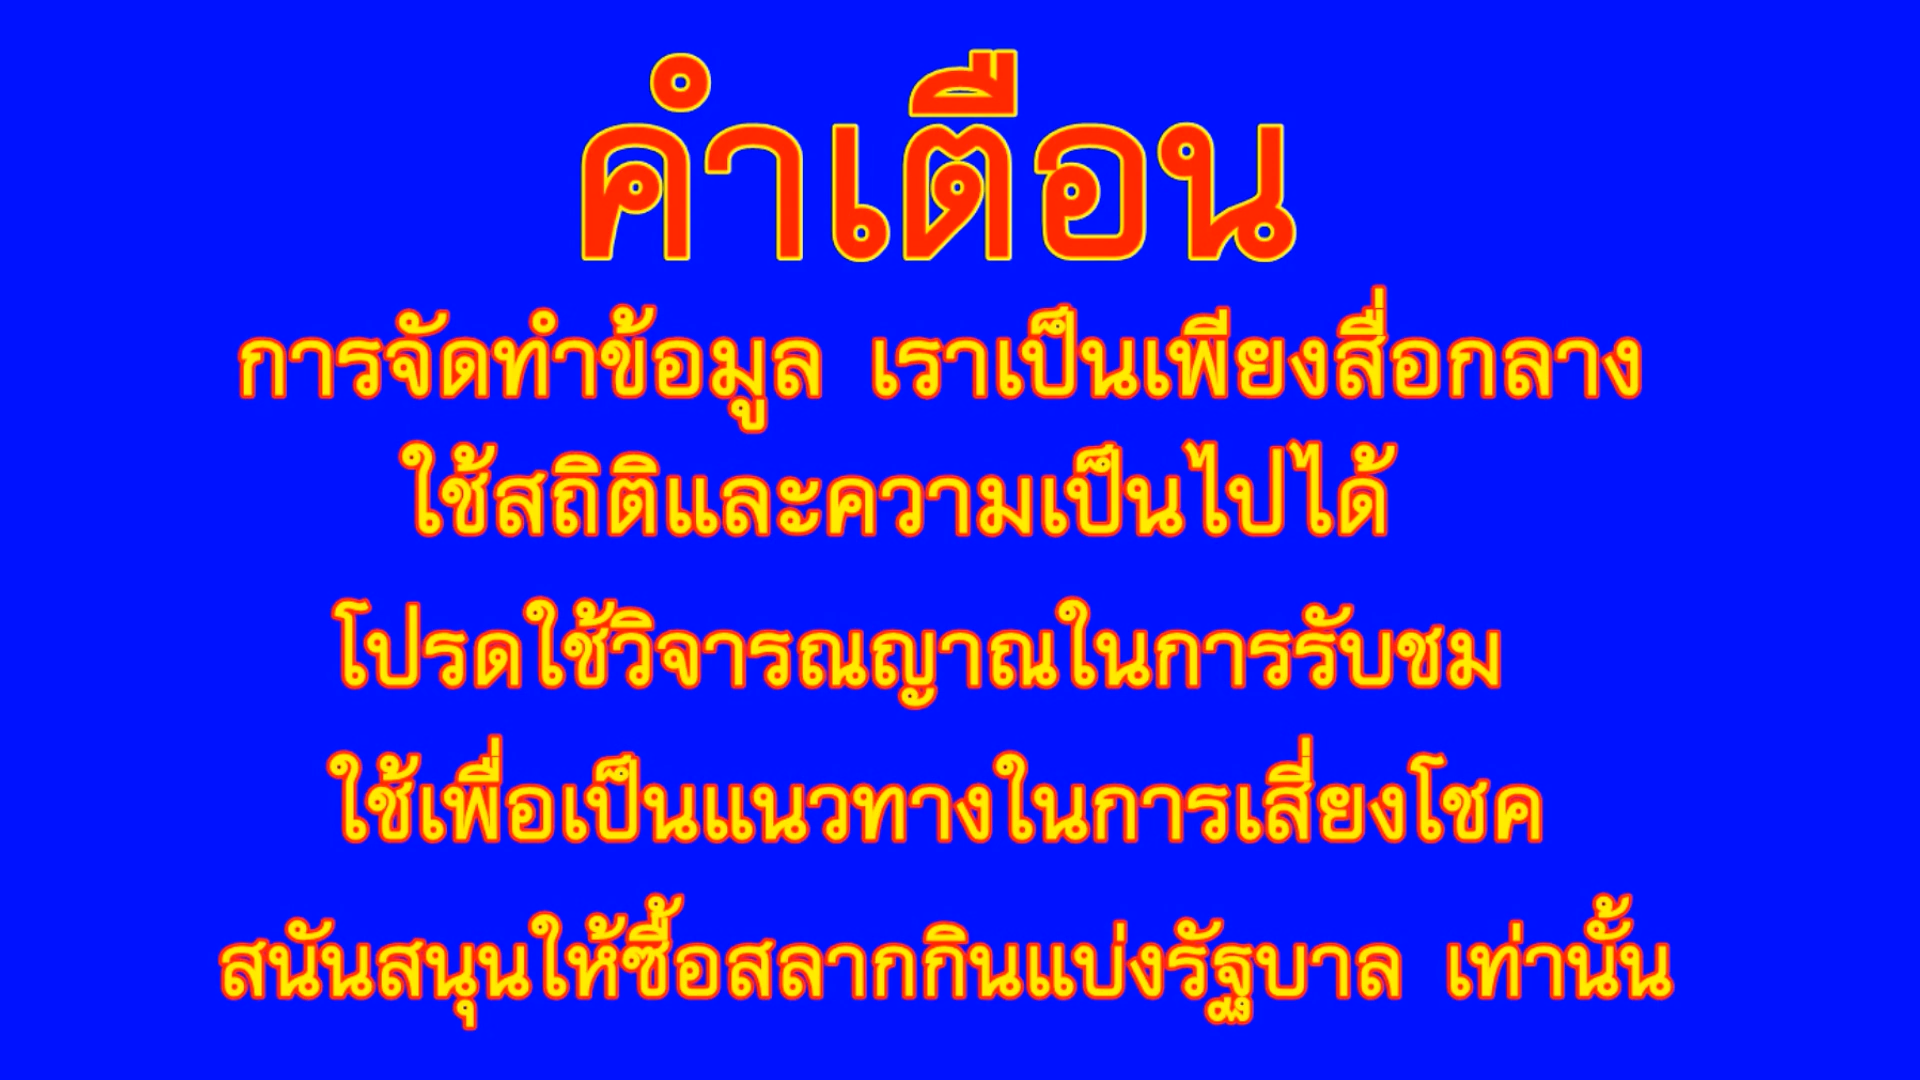 คำเตือน
การจัดทำข้อมูล เราเป็นเพียงสื่อกลาง
ใช้สถิติและความเป็นไปได้
โปรดใช้วิจารณญาณในการรับชม
ใช้เพื่อเป็นแนวทางในการเสี่ยงโชค
สนันสนุนให้ซื้อสลากกินแบ่งรัฐบาล เท่านั้น